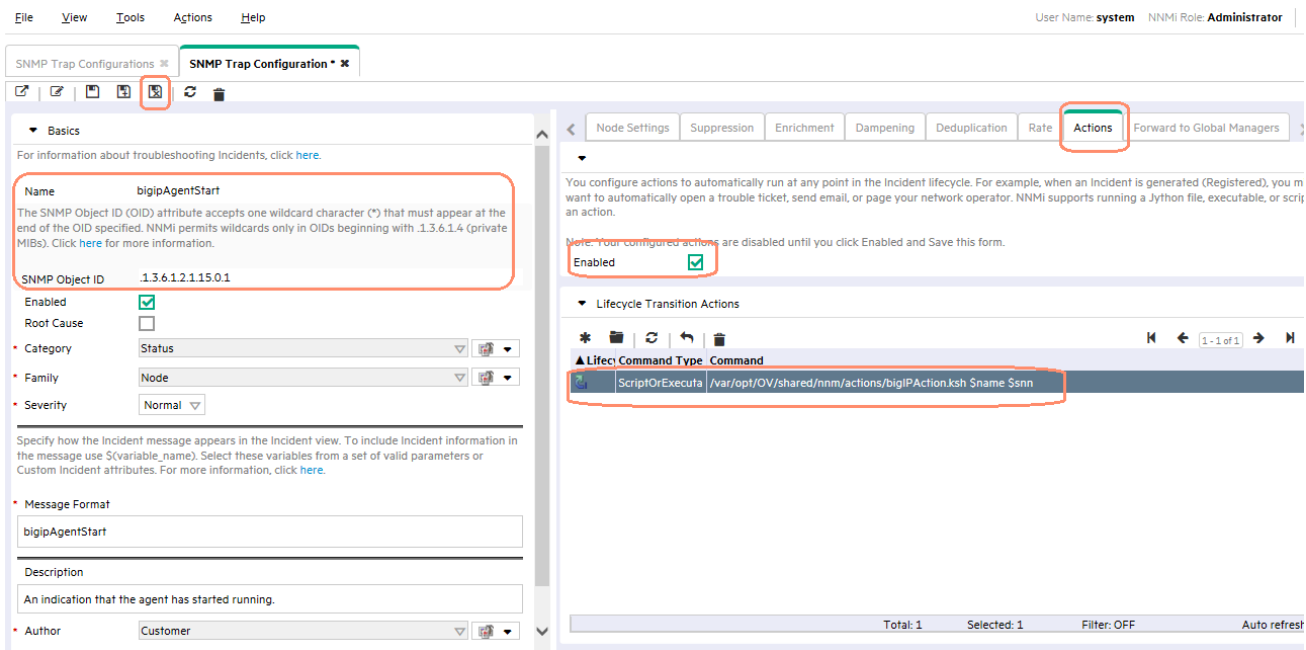 File View Tools Actions Help
User Name: system NNMi Role: Administrator
SNMP Trap Configurations
SNMP Trap Configuration *
Basics
For information about troubleshooting Incidents, click here.
Name bigipAgentStart
The SNMP Object ID (OID) attribute accepts one wildcard character (*) that must appear at the
end of the OID specified. NNMi permits wildcards only in OIDs beginning with .1.3.6.1.4 (private
MIBs). Click here for more information.
SNMP Object ID .1.3.6.1.2.1.15.0.1
Enabled
Root Cause
* Category Status
* Family Node
* Severity Normal
Specify how the Incident message appears in the Incident view. To include Incident information in
the message use $(variable_name). Select these variables from a set of valid parameters or
Custom Incident attributes. For more information, click here.
* Message Format
bigipAgentStart
Description
An indication that the agent has started running.
* Author Customer
Node Settings Suppression Enrichment Dampening Deduplication Rate Actions Forward to Global Managers
You configure actions to automatically run at any point in the Incident lifecycle. For example, when an Incident is generated (Registered), you m
want to automatically open a trouble ticket, send email, or page your network operator. NNMi supports running a Jython file, executable, or scrip
an action.
Note: Your configured actions are disabled until you click Enabled and Save this form.
Enabled
Lifecycle Transition Actions
1 - 1 of 1
Lifecy Command Type Command
ScriptOrExecuta /var/opt/OV/shared/nnm/actions/bigIPAction.ksh $name $snn
Total: 1 Selected: 1 Filter: OFF Auto refresh